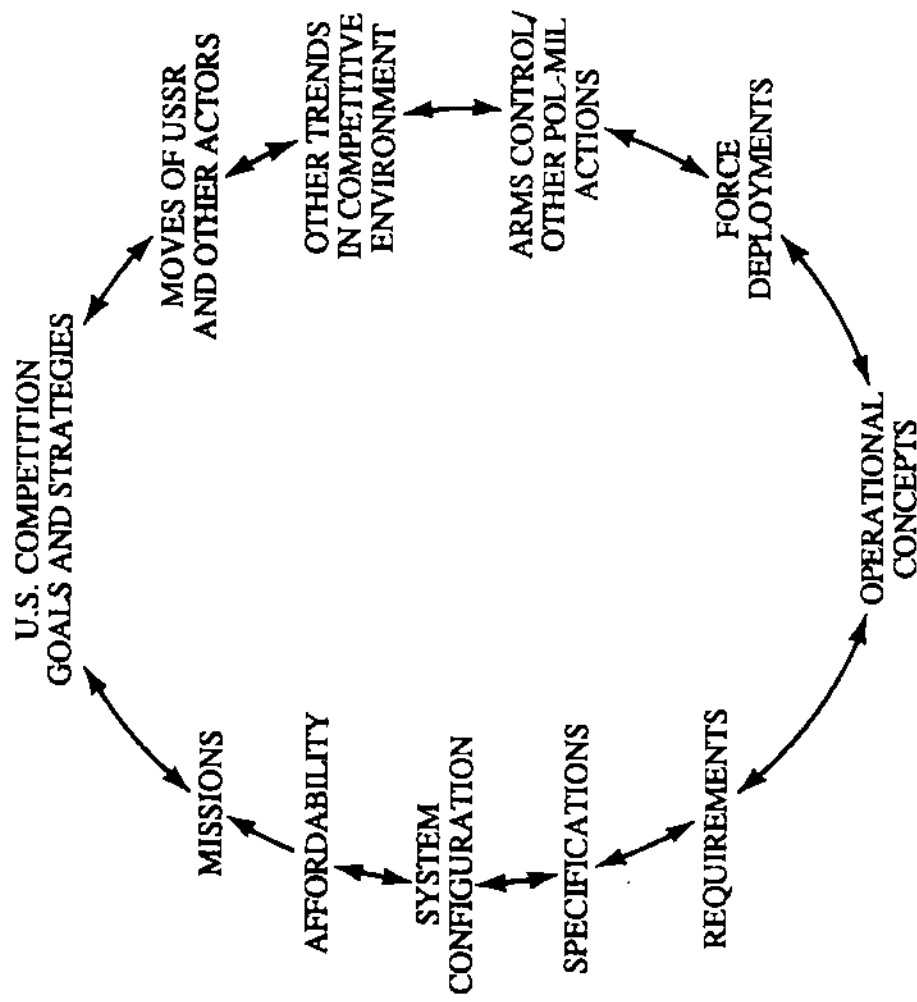 U.S. COMPETITION
GOALS AND STRATEGIES
MOVES OF USSR
AND OTHER ACTORS
OTHER TRENDS
IN COMPETITIVE
ENVIRONMENT
ARMS CONTROL/
OTHER POL-MIL
ACTIONS
FORCE
DEPLOYMENTS
OPERATIONAL
CONCEPTS
REQUIREMENTS
SPECIFICATIONS
SYSTEM
CONFIGURATION
AFFORDABILITY
MISSIONS